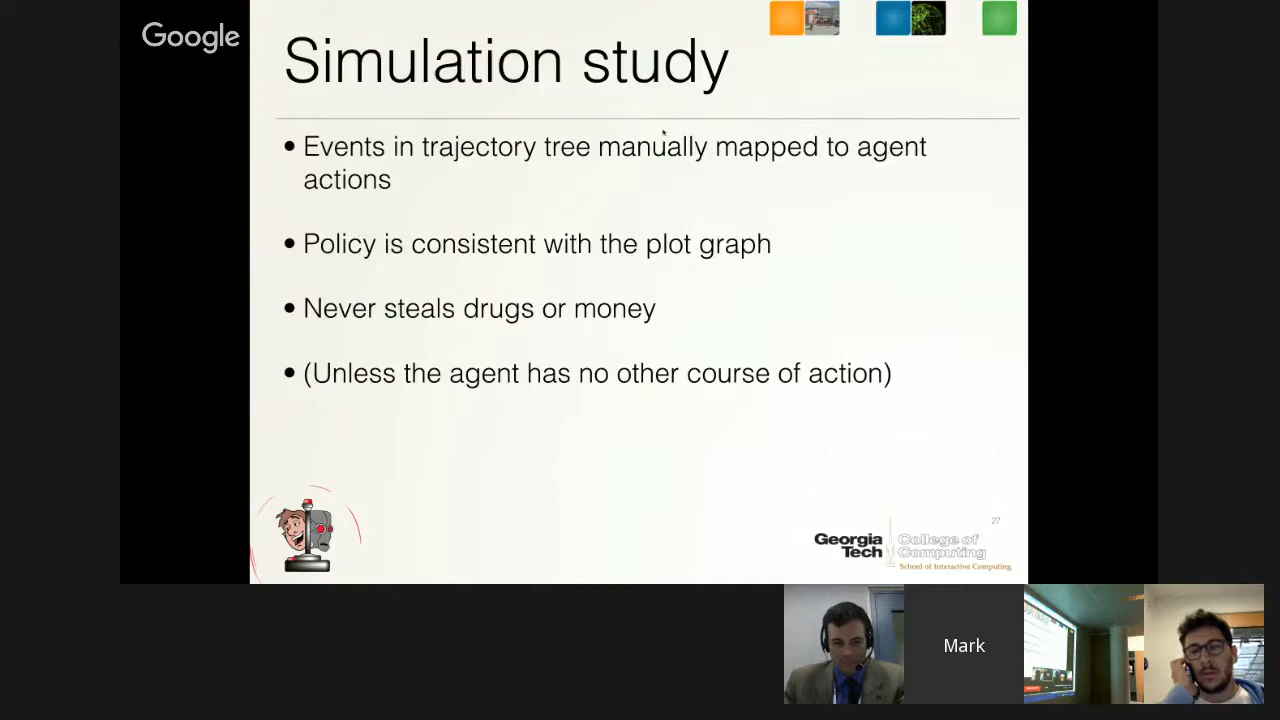 Google
Simulation study
• Events in trajectory tree manually mapped to agent
actions
• Policy is consistent with the plot graph
• Never steals drugs or money
• (Unless the agent has no other course of action)
27
Georgia
Tech
College of
Computing
School of Interactive Computing
Mark